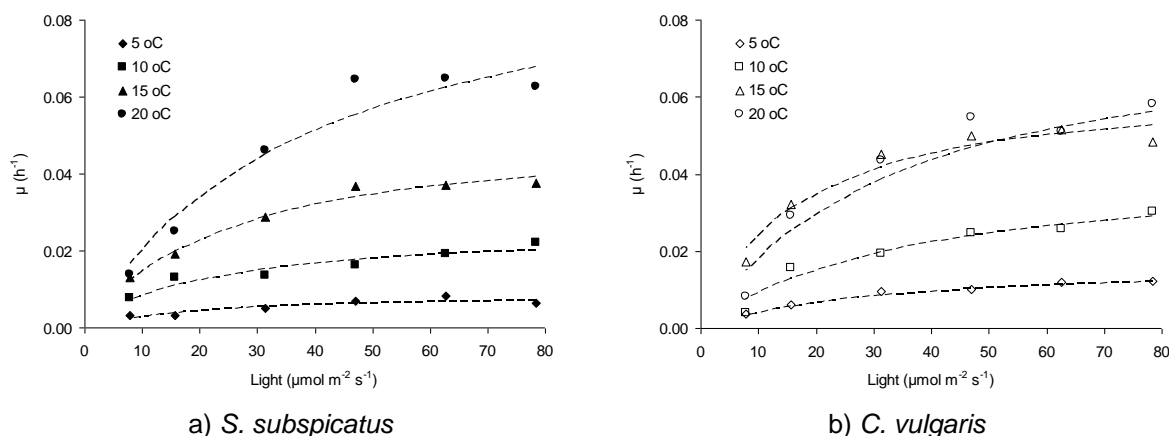 0.08
0.06
0.04
0.02
0.00
μ (h⁻¹)
5 oC
10 oC
15 oC
20 oC
0 10 20 30 40 50 60 70 80
Light (μmol m⁻² s⁻¹)
a) S. subspicatus
0.08
0.06
0.04
0.02
0.00
μ (h⁻¹)
5 oC
10 oC
15 oC
20 oC
0 10 20 30 40 50 60 70 80
Light (μmol m⁻² s⁻¹)
b) C. vulgaris